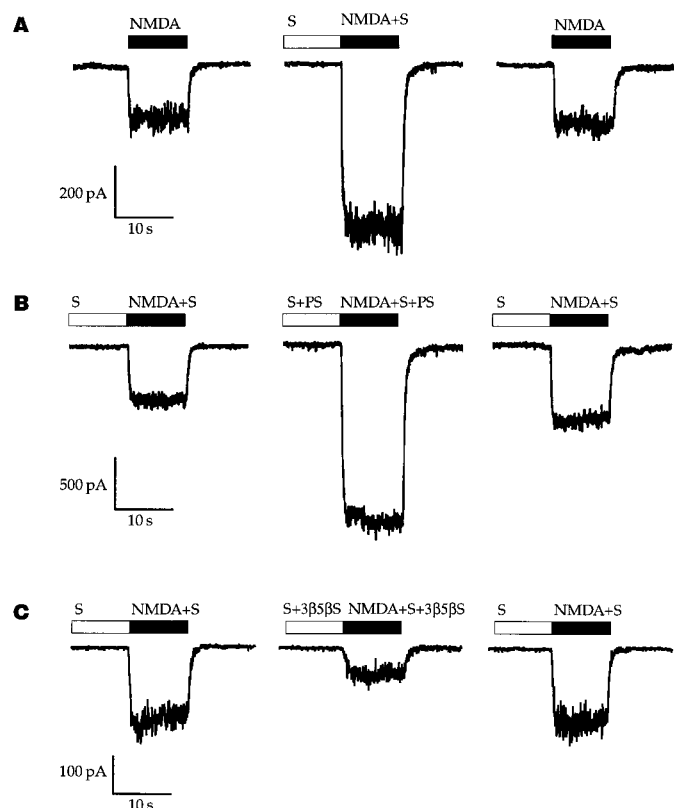 A
NMDA
S NMDA+S
NMDA
200 pA
10 s
B
S NMDA+S
S+PS NMDA+S+PS
S NMDA+S
500 pA
10 s
C
S NMDA+S
S+3β5βS NMDA+S+3β5βS
S NMDA+S
100 pA
10 s